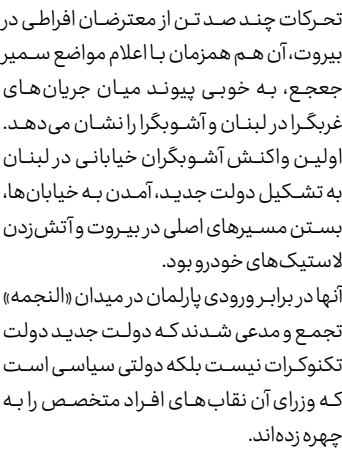 تحرکات چند صد تن از معترضان افراطی در
بیروت، آن هم همزمان با اعلام مواضع سمیر
جعجع، به خوبی پیوند میان جریان‌های
غربگرا در لبنان و آشوبگرا را نشان می‌دهد.
اولین واکنش آشوبگران خیابانی در لبنان
به تشکیل دولت جدید، آمدن به خیابان‌ها،
بستن مسیرهای اصلی در بیروت و آتش‌زدن
لاستیک‌های خودرو بود.
آنها در برابر ورودی پارلمان در میدان «النجمه»
تجمع و مدعی شدند که دولت جدید دولت
تکنوکرات نیست بلکه دولتی سیاسی است
که وزرای آن نقاب‌های افراد متخصص را به
چهره زده‌اند.